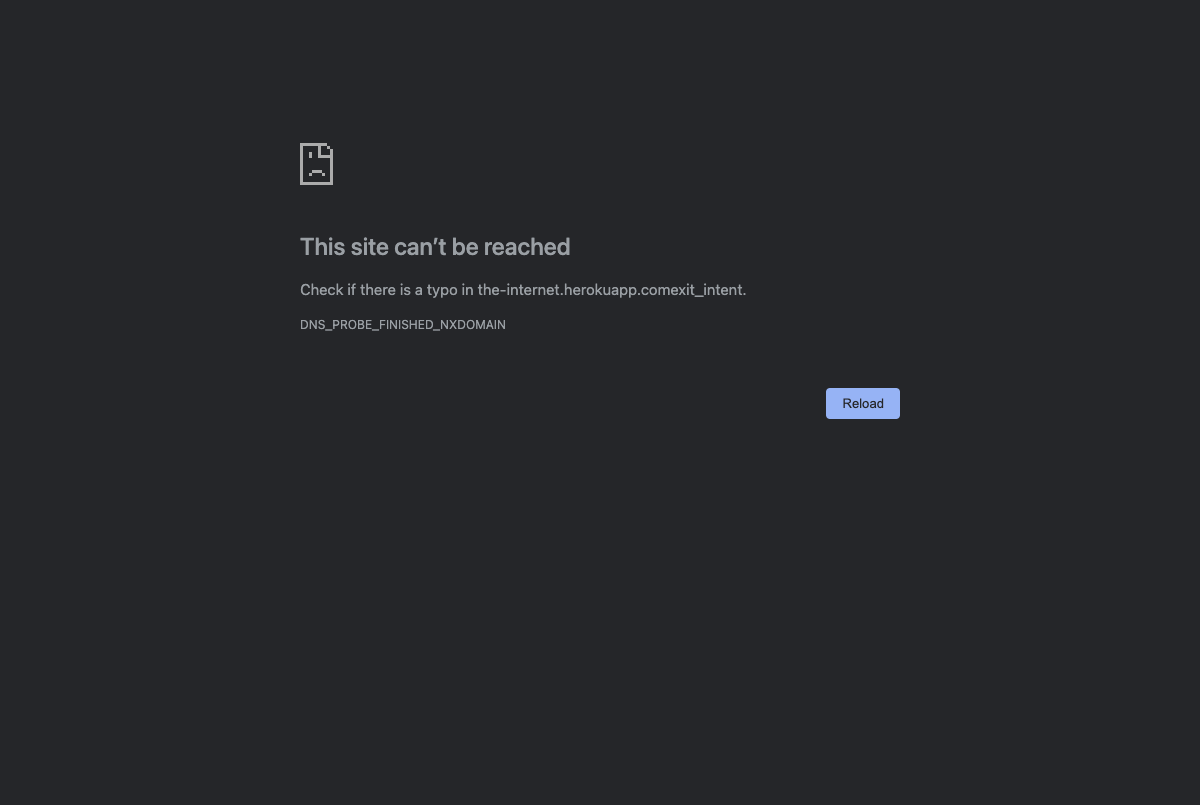 This site can’t be reached
Check if there is a typo in the-internet.herokuapp.comexit_intent.
DNS_PROBE_FINISHED_NXDOMAIN
Reload